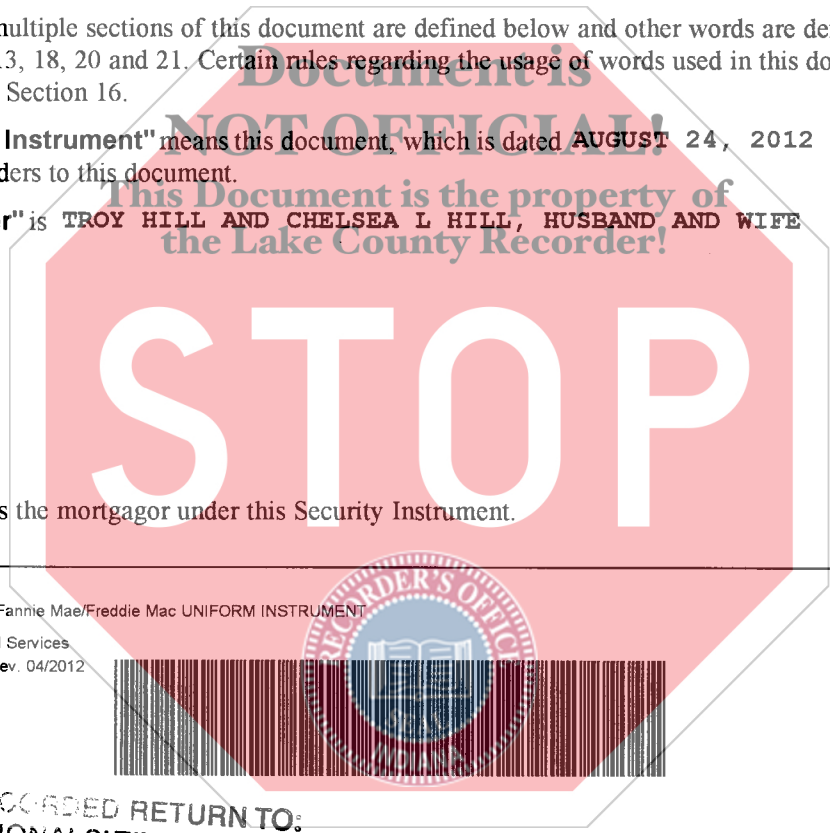 multiple sections of this document are defined below and other words are de
13, 18, 20 and 21. Certain rules regarding the usage of words used in this do
Section 16.
Document is
NOT OFFICIAL!
Instrument" means this document, which is dated AUGUST 24, 2012
ders to this document.
This Document is the property of
the Lake County Recorder!
r" is TROY HILL AND CHELSEA L HILL, HUSBAND AND WIFE
STOP
s the mortgagor under this Security Instrument.
Fannie Mae/Freddie Mac UNIFORM INSTRUMENT
Services
ev. 04/2012
RECORDER'S OFFICE
SEAL
INDIANA
CORDED RETURN TO: